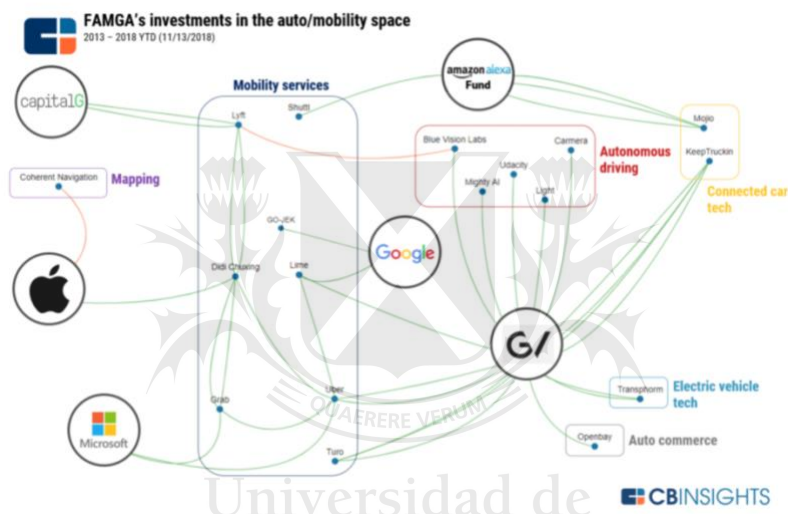 FAMGA's investments in the auto/mobility space
2013 – 2018 YTD (11/13/2018)
capitalG
Mobility services
Lyft
Shuttl
amazon alexa
Fund
Mojio
KeepTruckin
Connected car
tech
Blue Vision Labs
Carmera
Udacity
Mighty AI
Light
Autonomous
driving
Coherent Navigation
Mapping
GO-JEK
Google
Didi Chuxing
Lime
G/
Microsoft
Grab
Uber
Turo
QUAERERE VERUM
Transphorm
Electric vehicle
tech
Openbay
Auto commerce
Universidad de
CBINSIGHTS